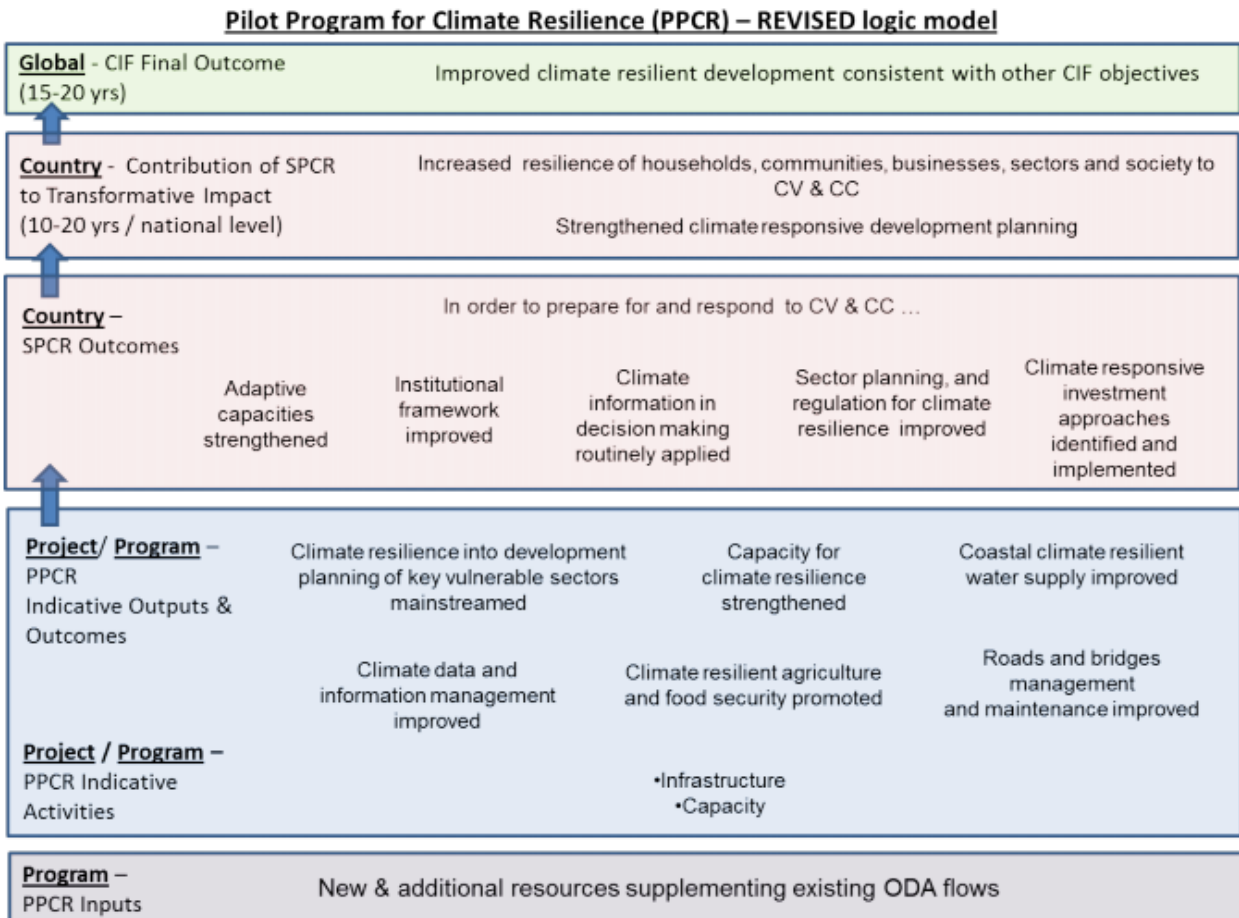 Pilot Program for Climate Resilience (PPCR) – REVISED logic model
Global - CIF Final Outcome
(15-20 yrs)
Improved climate resilient development consistent with other CIF objectives
Country - Contribution of SPCR
to Transformative Impact
(10-20 yrs / national level)
Increased resilience of households, communities, businesses, sectors and society to
CV & CC
Strengthened climate responsive development planning
Country –
SPCR Outcomes
In order to prepare for and respond to CV & CC …
Adaptive
capacities
strengthened
Institutional
framework
improved
Climate
information in
decision making
routinely applied
Sector planning, and
regulation for climate
resilience improved
Climate responsive
investment
approaches
identified and
implemented
Project/ Program –
PPCR
Indicative Outputs &
Outcomes
Climate resilience into development
planning of key vulnerable sectors
mainstreamed
Capacity for
climate resilience
strengthened
Coastal climate resilient
water supply improved
Climate data and
information management
improved
Climate resilient agriculture
and food security promoted
Roads and bridges
management
and maintenance improved
Project / Program –
PPCR Indicative
Activities
•Infrastructure
•Capacity
Program –
PPCR Inputs
New & additional resources supplementing existing ODA flows